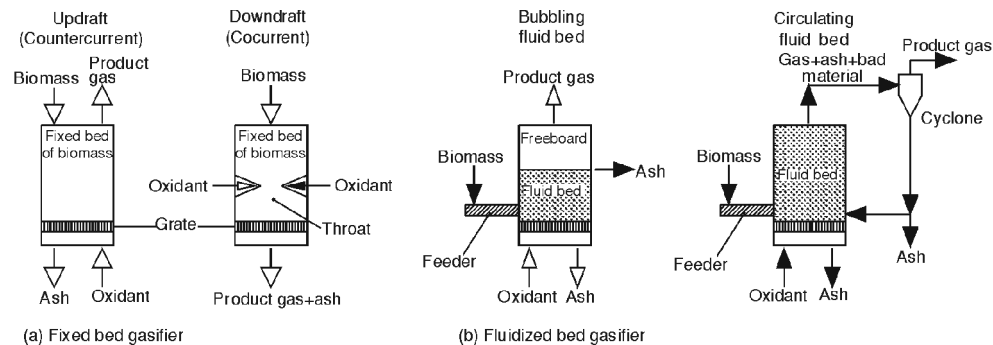 Updraft
(Countercurrent)
Product
gas
Biomass
Fixed bed
of biomass
Ash
Oxidant
Grate
Downdraft
(Cocurrent)
Biomass
Fixed bed
of biomass
Oxidant
Oxidant
Throat
Product gas+ash
(a) Fixed bed gasifier
Bubbling
fluid bed
Product gas
Freeboard
Biomass
Ash
Fluid bed
Feeder
Oxidant
Ash
Circulating
fluid bed
Gas+ash+bad
material
Product gas
Cyclone
Biomass
Fluid bed
Feeder
Ash
Oxidant
Ash
(b) Fluidized bed gasifier